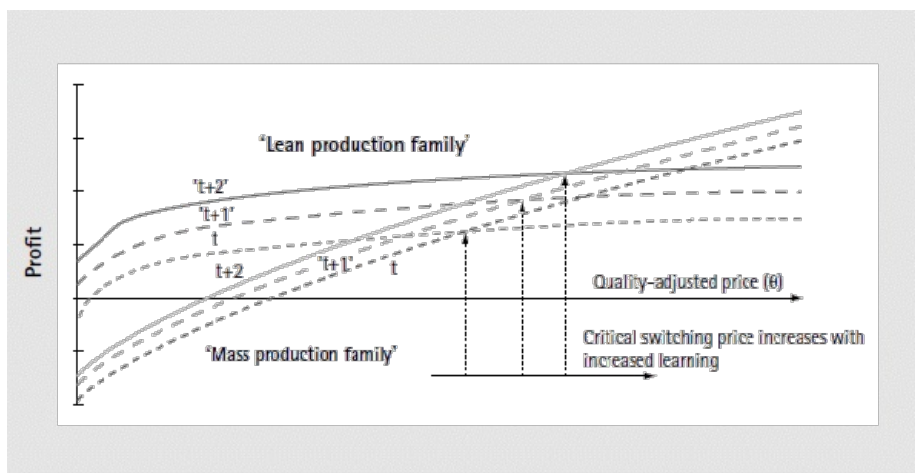 "Lean production family"
"t+2"
"t+1"
t
t+2
"t+1"
t
Profit
Quality-adjusted price (θ)
"Mass production family"
Critical switching price increases with
increased learning